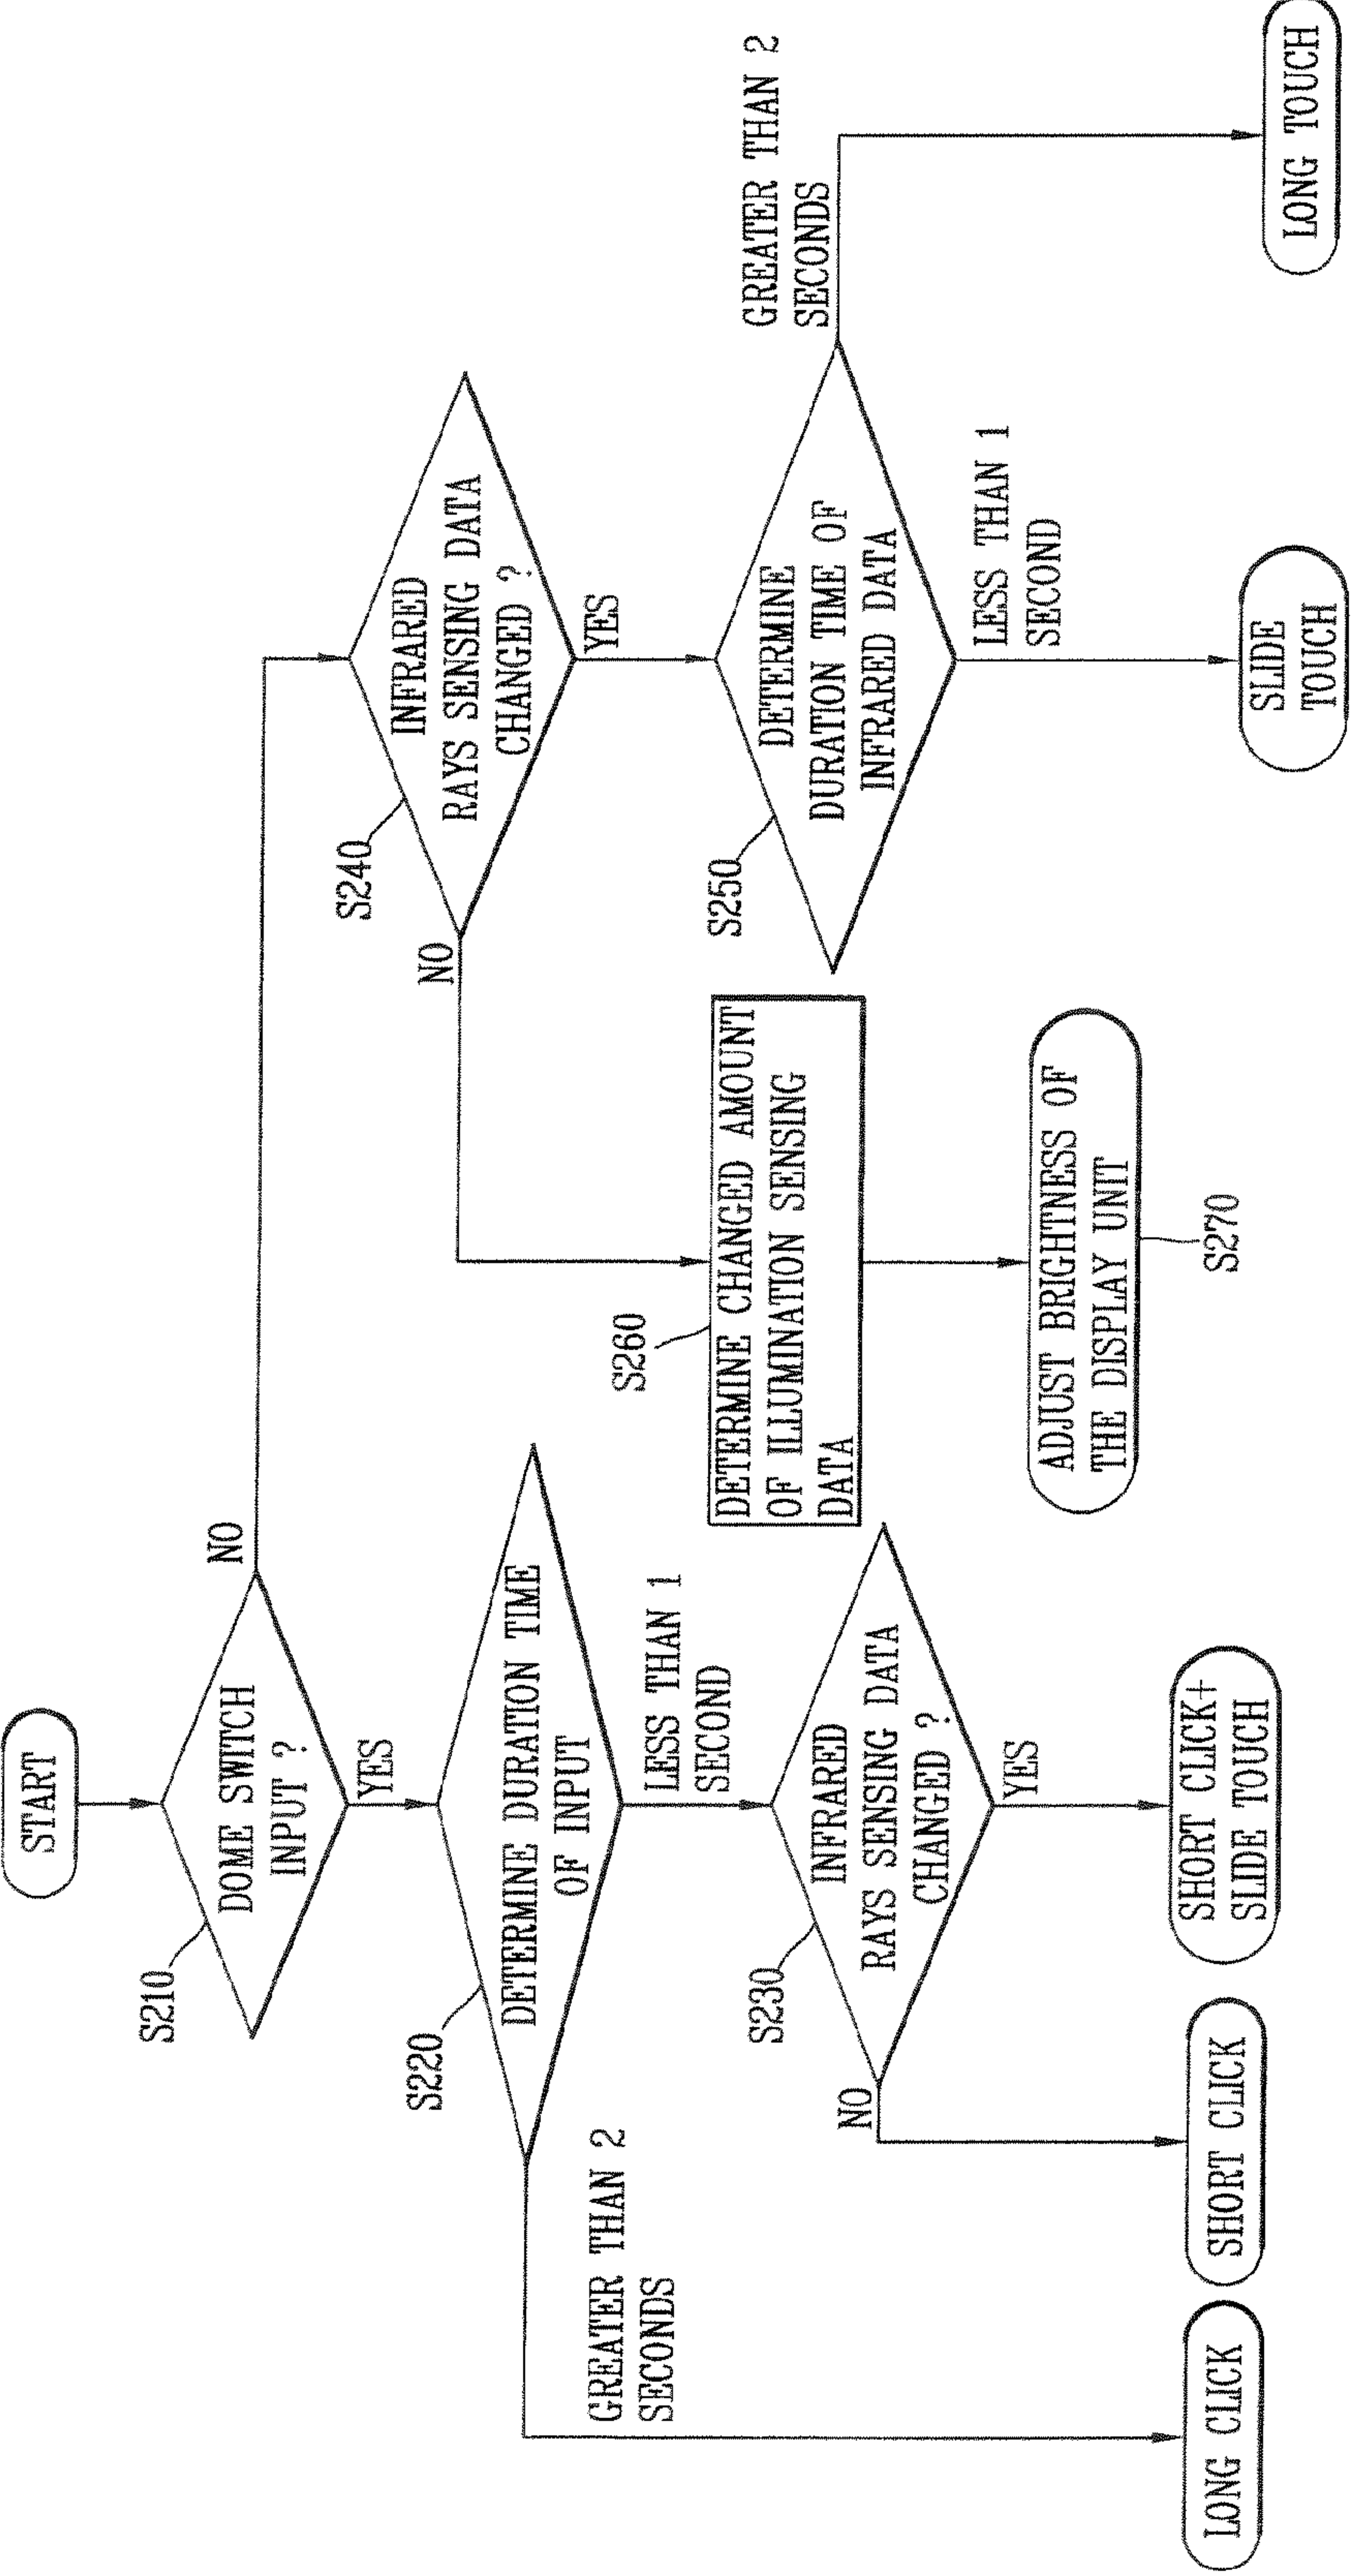 START
S210
DOME SWITCH
INPUT ?
NO
YES
S220
DETERMINE DURATION TIME
OF INPUT
GREATER THAN 2
SECONDS
LESS THAN 1
SECOND
S230
INFRARED
RAYS SENSING DATA
CHANGED ?
NO
YES
LONG CLICK
SHORT CLICK
SHORT CLICK+
SLIDE TOUCH
S240
INFRARED
RAYS SENSING DATA
CHANGED ?
NO
YES
S260
DETERMINE CHANGED AMOUNT
OF ILLUMINATION SENSING
DATA
ADJUST BRIGHTNESS OF
THE DISPLAY UNIT
S270
S250
DETERMINE
DURATION TIME OF
INFRARED DATA
GREATER THAN 2
SECONDS
LESS THAN 1
SECOND
SLIDE
TOUCH
LONG TOUCH